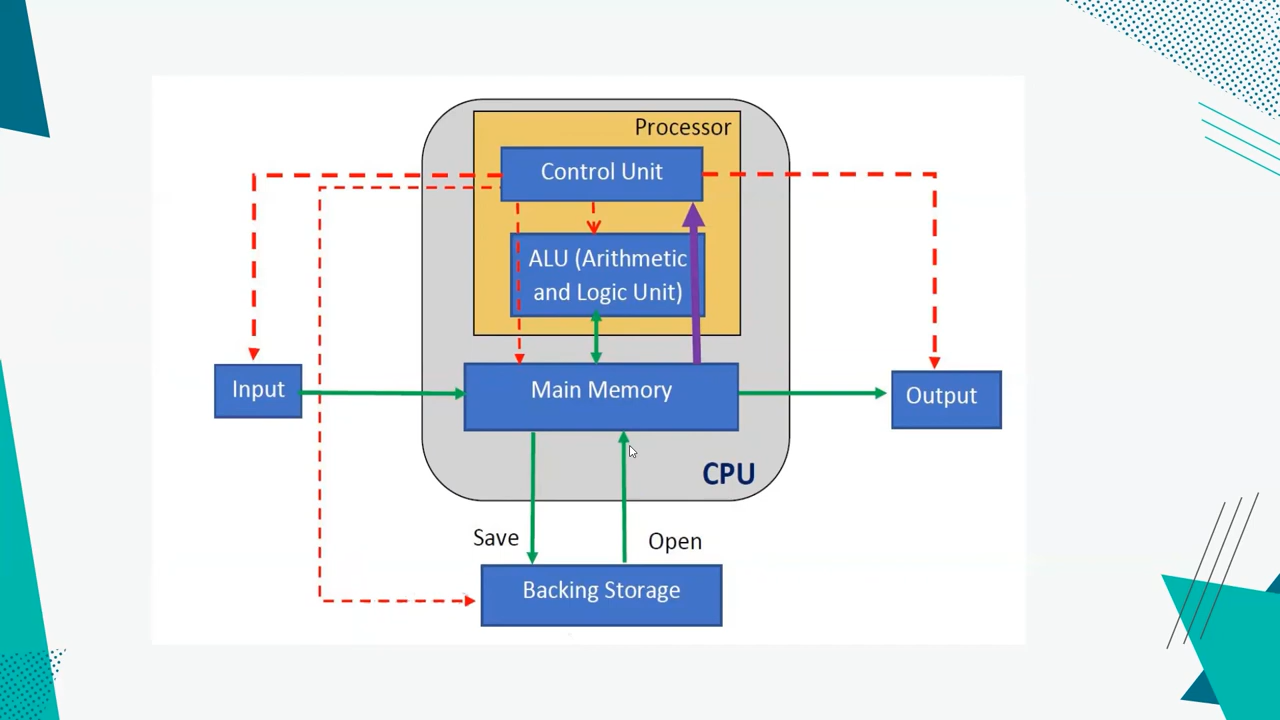 Processor
Control Unit
ALU (Arithmetic
and Logic Unit)
Input
Main Memory
Output
CPU
Save
Open
Backing Storage